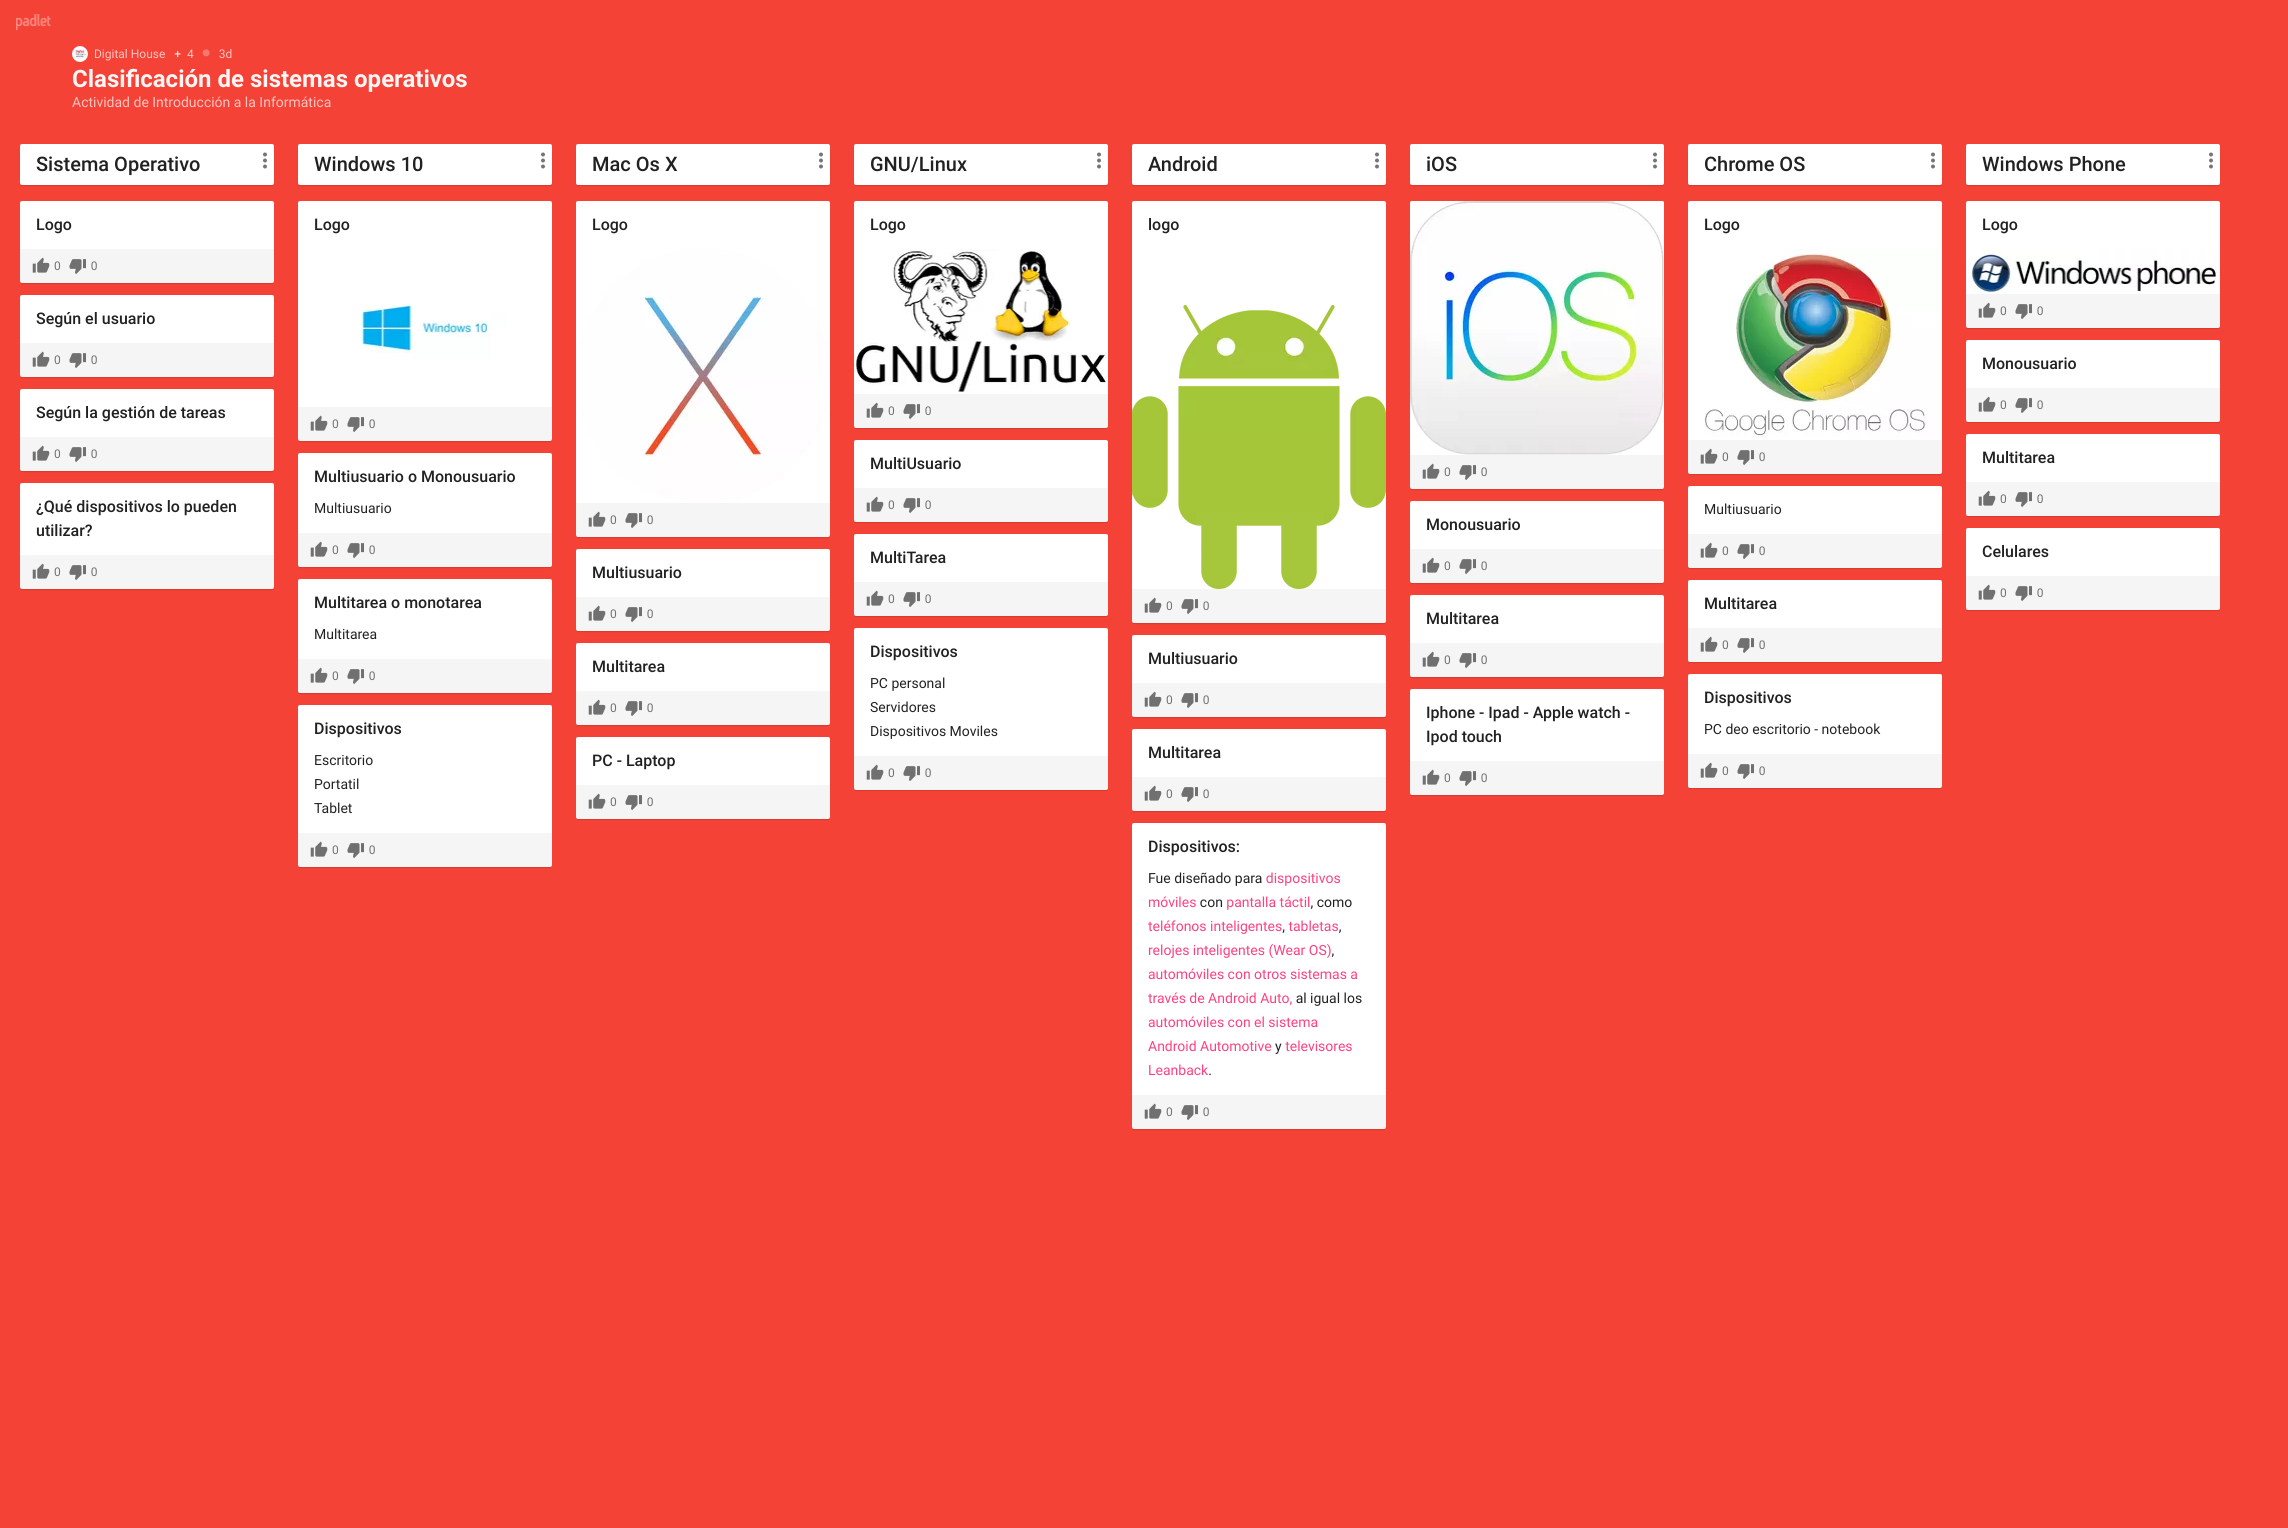 padlet
Digital House + 4 3d
Clasificación de sistemas operativos
Actividad de Introducción a la Informática
Sistema Operativo
Logo
0 0
Según el usuario
0 0
Según la gestión de tareas
0 0
¿Qué dispositivos lo pueden
utilizar?
0 0
Windows 10
Logo
Windows 10
0 0
Multiusuario o Monousuario
Multiusuario
0 0
Multitarea o monotarea
Multitarea
0 0
Dispositivos
Escritorio
Portatil
Tablet
0 0
Mac Os X
Logo
0 0
Multiusuario
0 0
Multitarea
0 0
PC - Laptop
0 0
GNU/Linux
Logo
GNU/Linux
0 0
MultiUsuario
0 0
MultiTarea
0 0
Dispositivos
PC personal
Servidores
Dispositivos Moviles
0 0
Android
logo
0 0
Multiusuario
0 0
Multitarea
0 0
Dispositivos:
Fue diseñado para dispositivos
móviles con pantalla táctil, como
teléfonos inteligentes, tabletas,
relojes inteligentes (Wear OS),
automóviles con otros sistemas a
través de Android Auto, al igual los
automóviles con el sistema
Android Automotive y televisores
Leanback.
0 0
iOS
iOS
0 0
Monousuario
0 0
Multitarea
0 0
Iphone - Ipad - Apple watch -
Ipod touch
0 0
Chrome OS
Logo
Google Chrome OS
0 0
Multiusuario
0 0
Multitarea
0 0
Dispositivos
PC deo escritorio - notebook
0 0
Windows Phone
Logo
Windows phone
0 0
Monousuario
0 0
Multitarea
0 0
Celulares
0 0